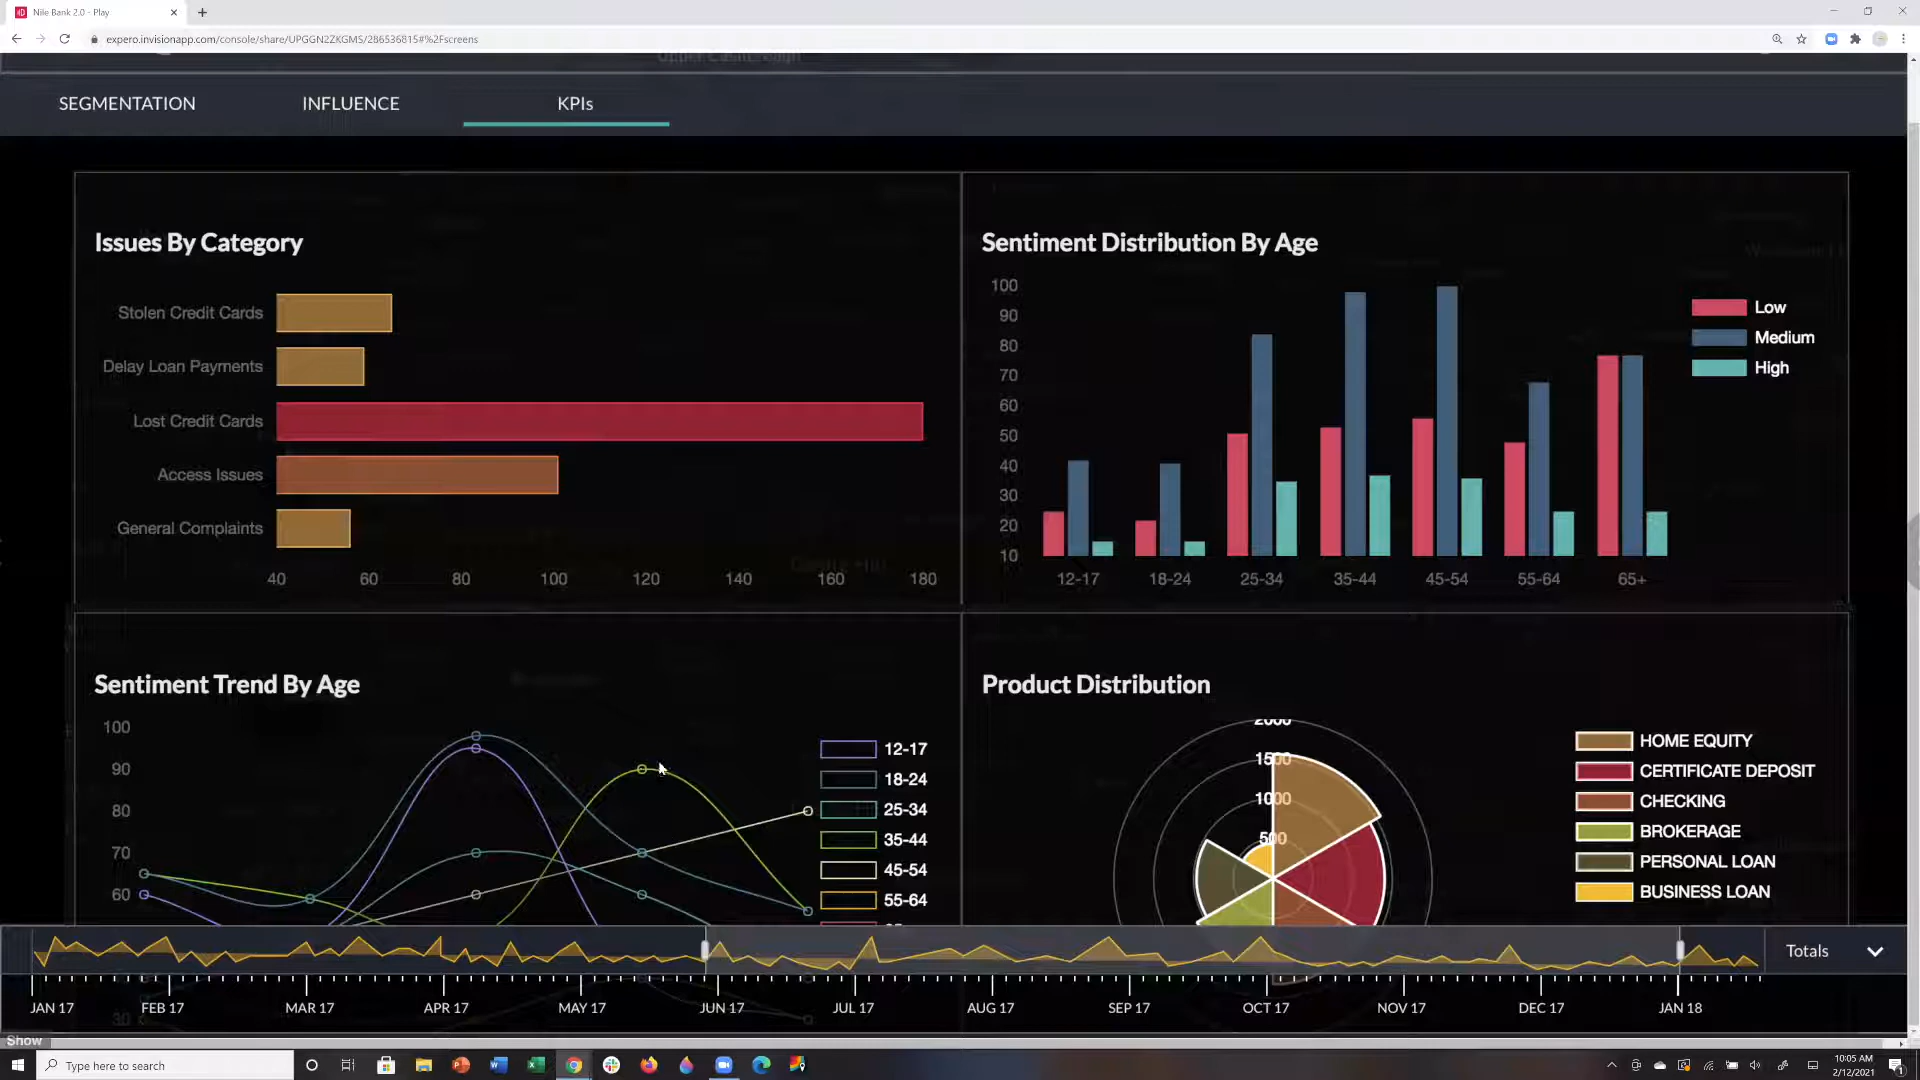 Nile Bank 2.0 - Play
expero.invisionapp.com/console/share/UPGGN2ZKGMS/286536815#%2Fscreens
SEGMENTATION
INFLUENCE
KPIs
Issues By Category
Stolen Credit Cards
Delay Loan Payments
Lost Credit Cards
Access Issues
General Complaints
40 60 80 100 120 140 160 180
Sentiment Distribution By Age
100
90
80
70
60
50
40
30
20
10
12-17 18-24 25-34 35-44 45-54 55-64 65+
Low
Medium
High
Sentiment Trend By Age
100
90
80
70
60
30
12-17
18-24
25-34
35-44
45-54
55-64
Product Distribution
2000
1500
1000
500
HOME EQUITY
CERTIFICATE DEPOSIT
CHECKING
BROKERAGE
PERSONAL LOAN
BUSINESS LOAN
Totals
JAN 17 FEB 17 MAR 17 APR 17 MAY 17 JUN 17 JUL 17 AUG 17 SEP 17 OCT 17 NOV 17 DEC 17 JAN 18
Show
Type here to search
10:05 AM
2/12/2021